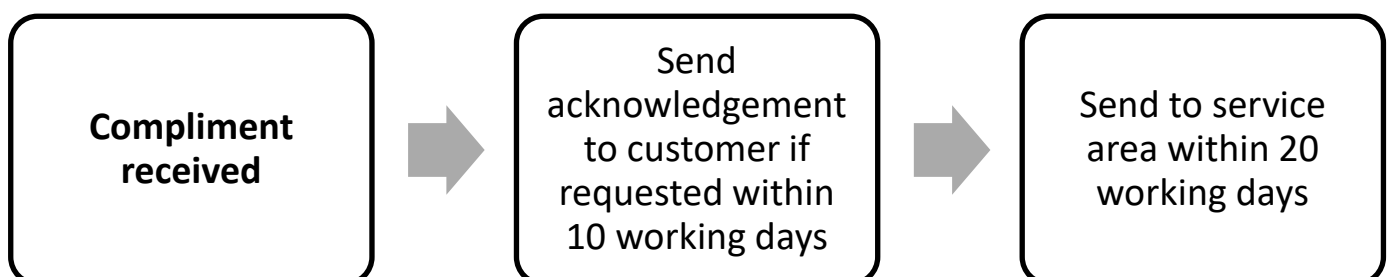 Compliment
received
Send
acknowledgement
to customer if
requested within
10 working days
Send to service
area within 20
working days